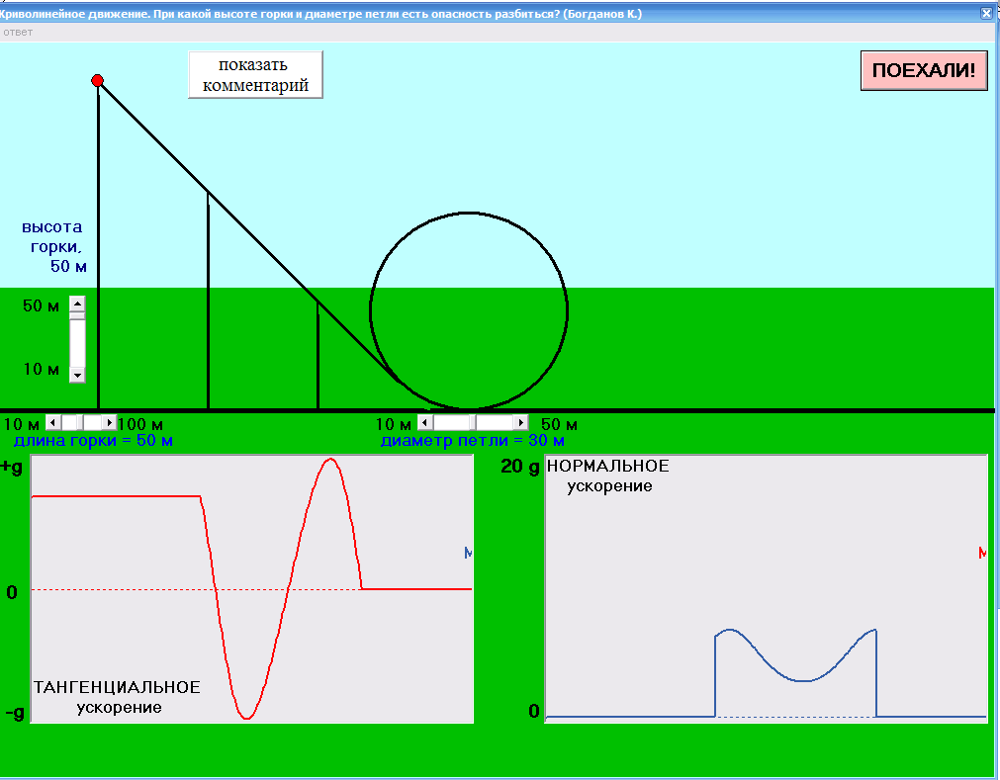 Криволинейное движение. При какой высоте горки и диаметре петли есть опасность разбиться? (Богданов К.)
ответ
показать
комментарий
ПОЕХАЛИ!
высота
горки,
50 м
50 м
10 м
10 м
100 м
длина горки = 50 м
10 м
50 м
диаметр петли = 30 м
+g
0
-g
ТАНГЕНЦИАЛЬНОЕ
ускорение
20 g
НОРМАЛЬНОЕ
ускорение
0